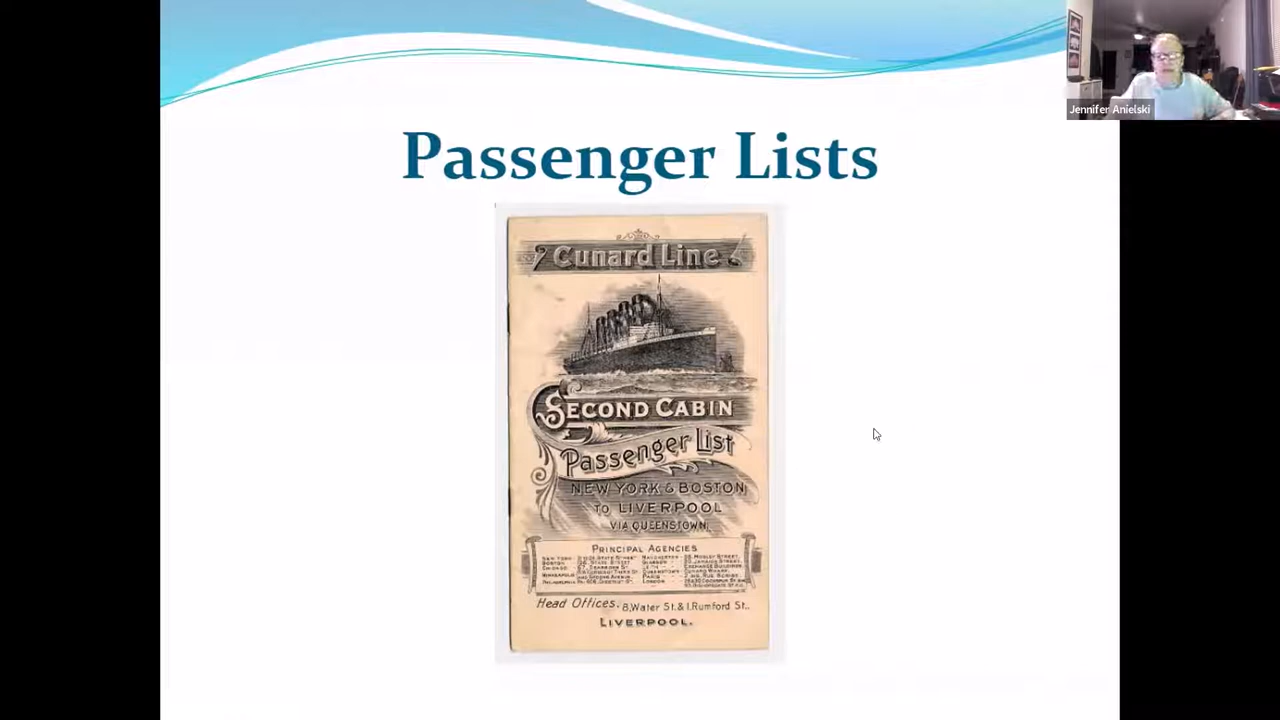 Jennifer Anielski
Passenger Lists
Cunard Line
SECOND CABIN
Passenger List
NEW YORK & BOSTON
TO LIVERPOOL
VIA QUEENSTOWN.
PRINCIPAL AGENCIES
Head Offices, 8, Water St. & 1, Rumford St..
LIVERPOOL.